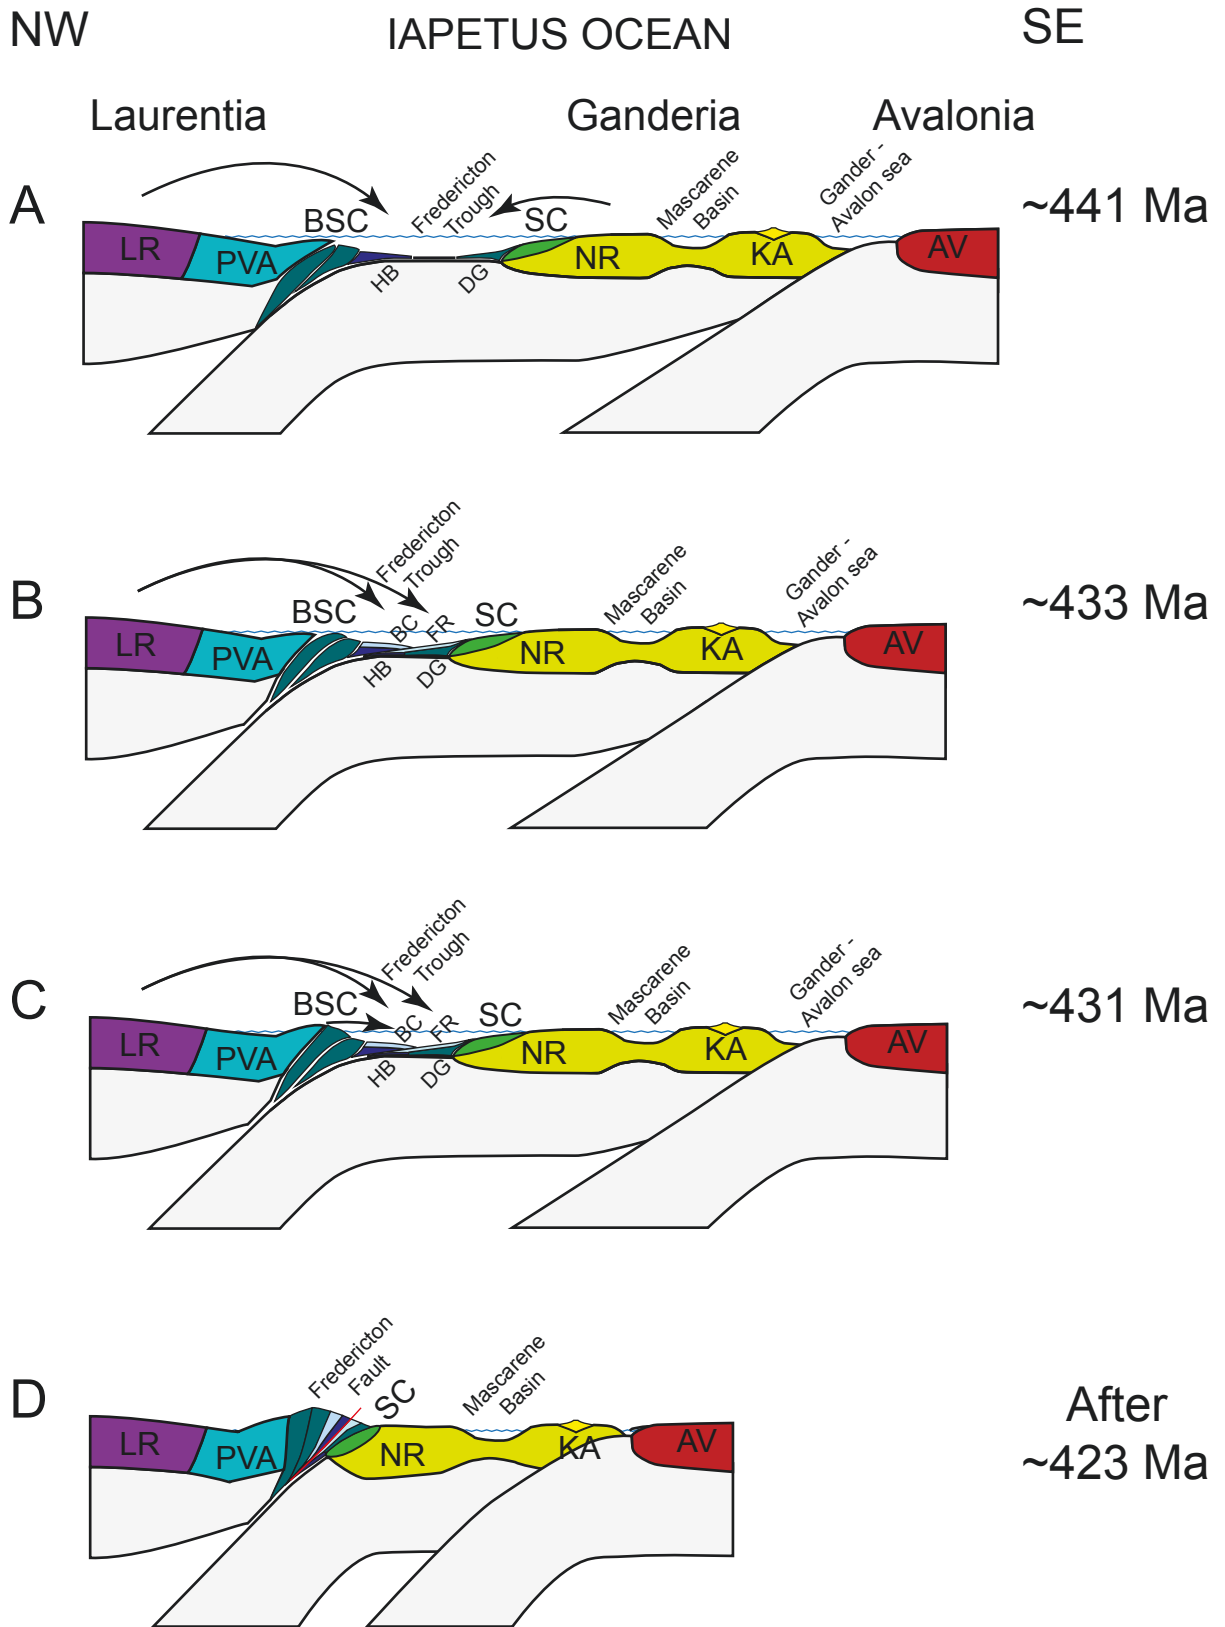 NW
IAPETUS OCEAN
SE
Laurentia
Ganderia
Avalonia
A
~441 Ma
BSC
Fredericton
Trough
SC
Mascarene
Basin
Gander -
Avalon sea
LR
PVA
HB
DG
NR
KA
AV
B
~433 Ma
BSC
Fredericton
Trough
BC
FR
SC
Mascarene
Basin
Gander -
Avalon sea
LR
PVA
HB
DG
NR
KA
AV
C
~431 Ma
BSC
Fredericton
Trough
BC
FR
SC
Mascarene
Basin
Gander -
Avalon sea
LR
PVA
HB
DG
NR
KA
AV
D
After
~423 Ma
Fredericton
Fault
SC
Mascarene
Basin
LR
PVA
NR
KA
AV